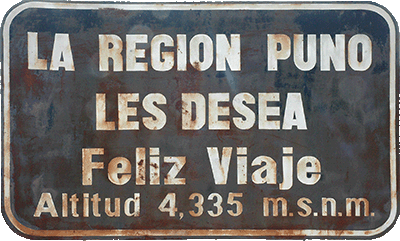 LA REGION PUNO
LES DESEA
Feliz Viaje
Altitud 4,335 m.s.n.m.